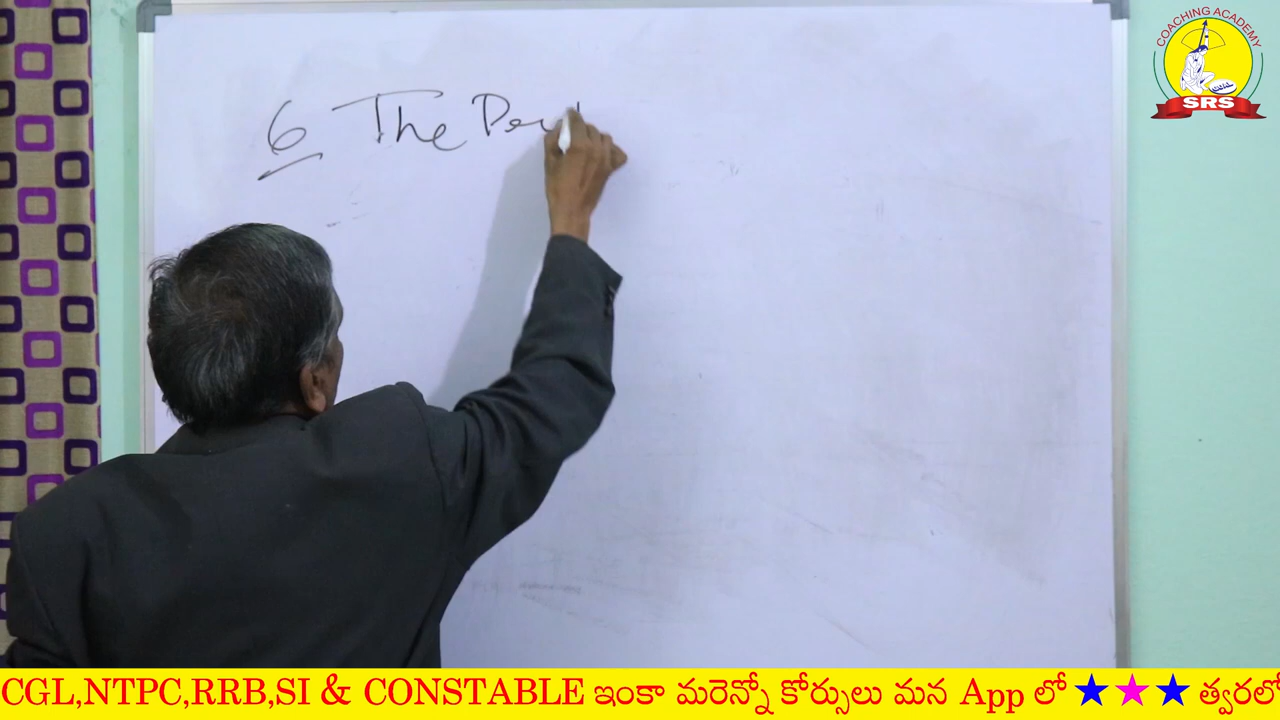 COACHING ACADEMY
SRS
6 The
CGL,NTPC,RRB,SI & CONSTABLE ఇంకా మరెన్నో కోర్సులు మన App లో ★★★ త్వరలో